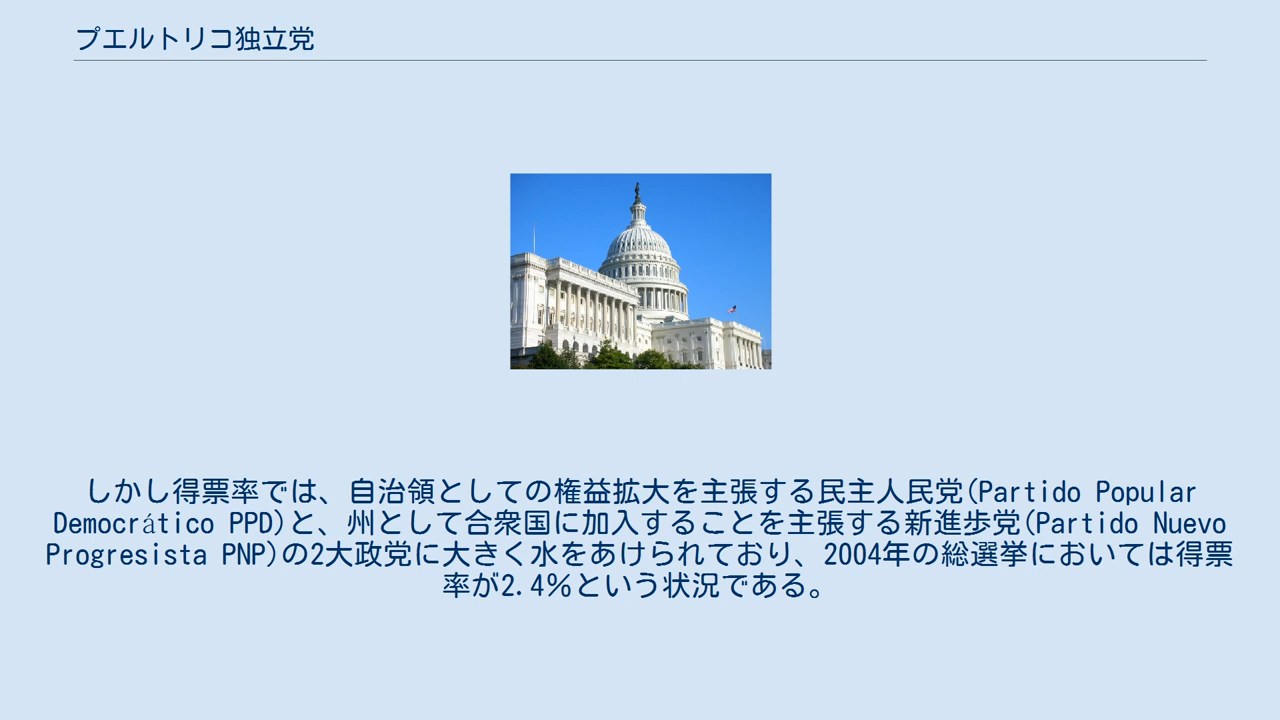 プエルトリコ独立党
しかし得票率では、自治領としての権益拡大を主張する民主人民党(Partido Popular
Democrático PPD)と、州として合衆国に加入することを主張する新進歩党(Partido Nuevo
Progresista PNP)の2大政党に大きく水をあけられており、2004年の総選挙においては得票
率が2.4%という状況である。